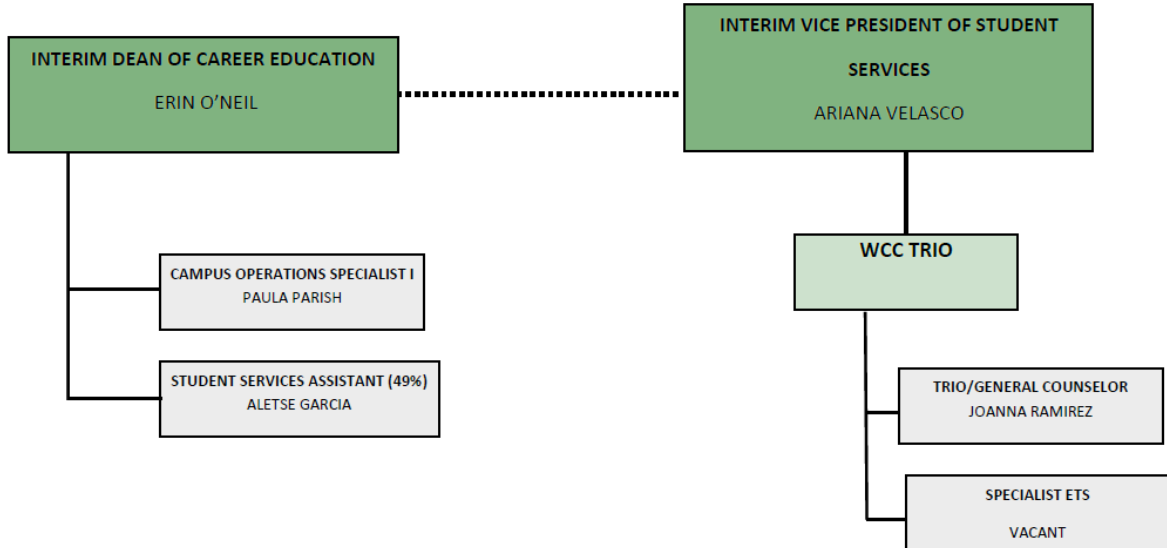 INTERIM DEAN OF CAREER EDUCATION
ERIN O’NEIL
INTERIM VICE PRESIDENT OF STUDENT
SERVICES
ARIANA VELASCO
CAMPUS OPERATIONS SPECIALIST I
PAULA PARISH
STUDENT SERVICES ASSISTANT (49%)
ALETSE GARCIA
WCC TRIO
TRIO/GENERAL COUNSELOR
JOANNA RAMIREZ
SPECIALIST ETS
VACANT